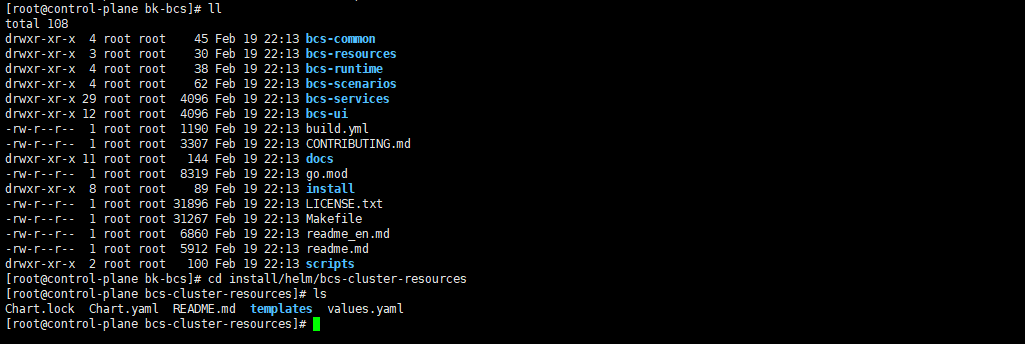 [root@control-plane bk-bcs]# ll
total 108
drwxr-xr-x  4 root root    45 Feb 19 22:13 bcs-common
drwxr-xr-x  3 root root    30 Feb 19 22:13 bcs-resources
drwxr-xr-x  4 root root    38 Feb 19 22:13 bcs-runtime
drwxr-xr-x  4 root root    62 Feb 19 22:13 bcs-scenarios
drwxr-xr-x 29 root root  4096 Feb 19 22:13 bcs-services
drwxr-xr-x 12 root root  4096 Feb 19 22:13 bcs-ui
-rw-r--r--  1 root root  1190 Feb 19 22:13 build.yml
-rw-r--r--  1 root root  3307 Feb 19 22:13 CONTRIBUTING.md
drwxr-xr-x 11 root root   144 Feb 19 22:13 docs
-rw-r--r--  1 root root  8319 Feb 19 22:13 go.mod
drwxr-xr-x  8 root root    89 Feb 19 22:13 install
-rw-r--r--  1 root root 31896 Feb 19 22:13 LICENSE.txt
-rw-r--r--  1 root root 31267 Feb 19 22:13 Makefile
-rw-r--r--  1 root root  6860 Feb 19 22:13 readme_en.md
-rw-r--r--  1 root root  5912 Feb 19 22:13 readme.md
drwxr-xr-x  2 root root   100 Feb 19 22:13 scripts
[root@control-plane bk-bcs]# cd install/helm/bcs-cluster-resources
[root@control-plane bcs-cluster-resources]# ls
Chart.lock  Chart.yaml  README.md  templates  values.yaml
[root@control-plane bcs-cluster-resources]#